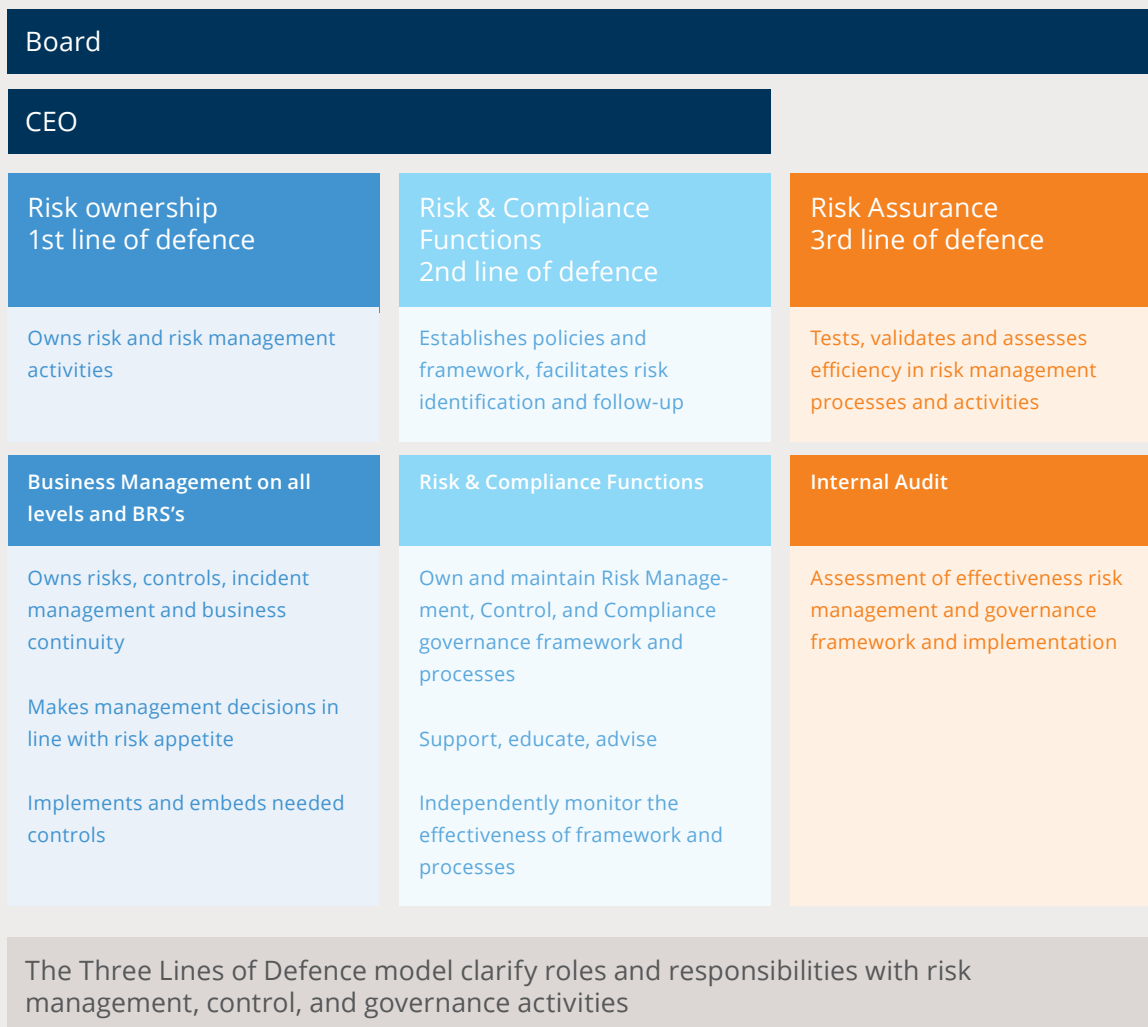 Board
CEO
Risk ownership
1st line of defence
Owns risk and risk management
activities
Business Management on all
levels and BRS’s
Owns risks, controls, incident
management and business
continuity
Makes management decisions in
line with risk appetite
Implements and embeds needed
controls
Risk & Compliance
Functions
2nd line of defence
Establishes policies and
framework, facilitates risk
identification and follow-up
Risk & Compliance Functions
Own and maintain Risk Manage-
ment, Control, and Compliance
governance framework and
processes
Support, educate, advise
Independently monitor the
effectiveness of framework and
processes
Risk Assurance
3rd line of defence
Tests, validates and assesses
efficiency in risk management
processes and activities
Internal Audit
Assessment of effectiveness risk
management and governance
framework and implementation
The Three Lines of Defence model clarify roles and responsibilities with risk
management, control, and governance activities